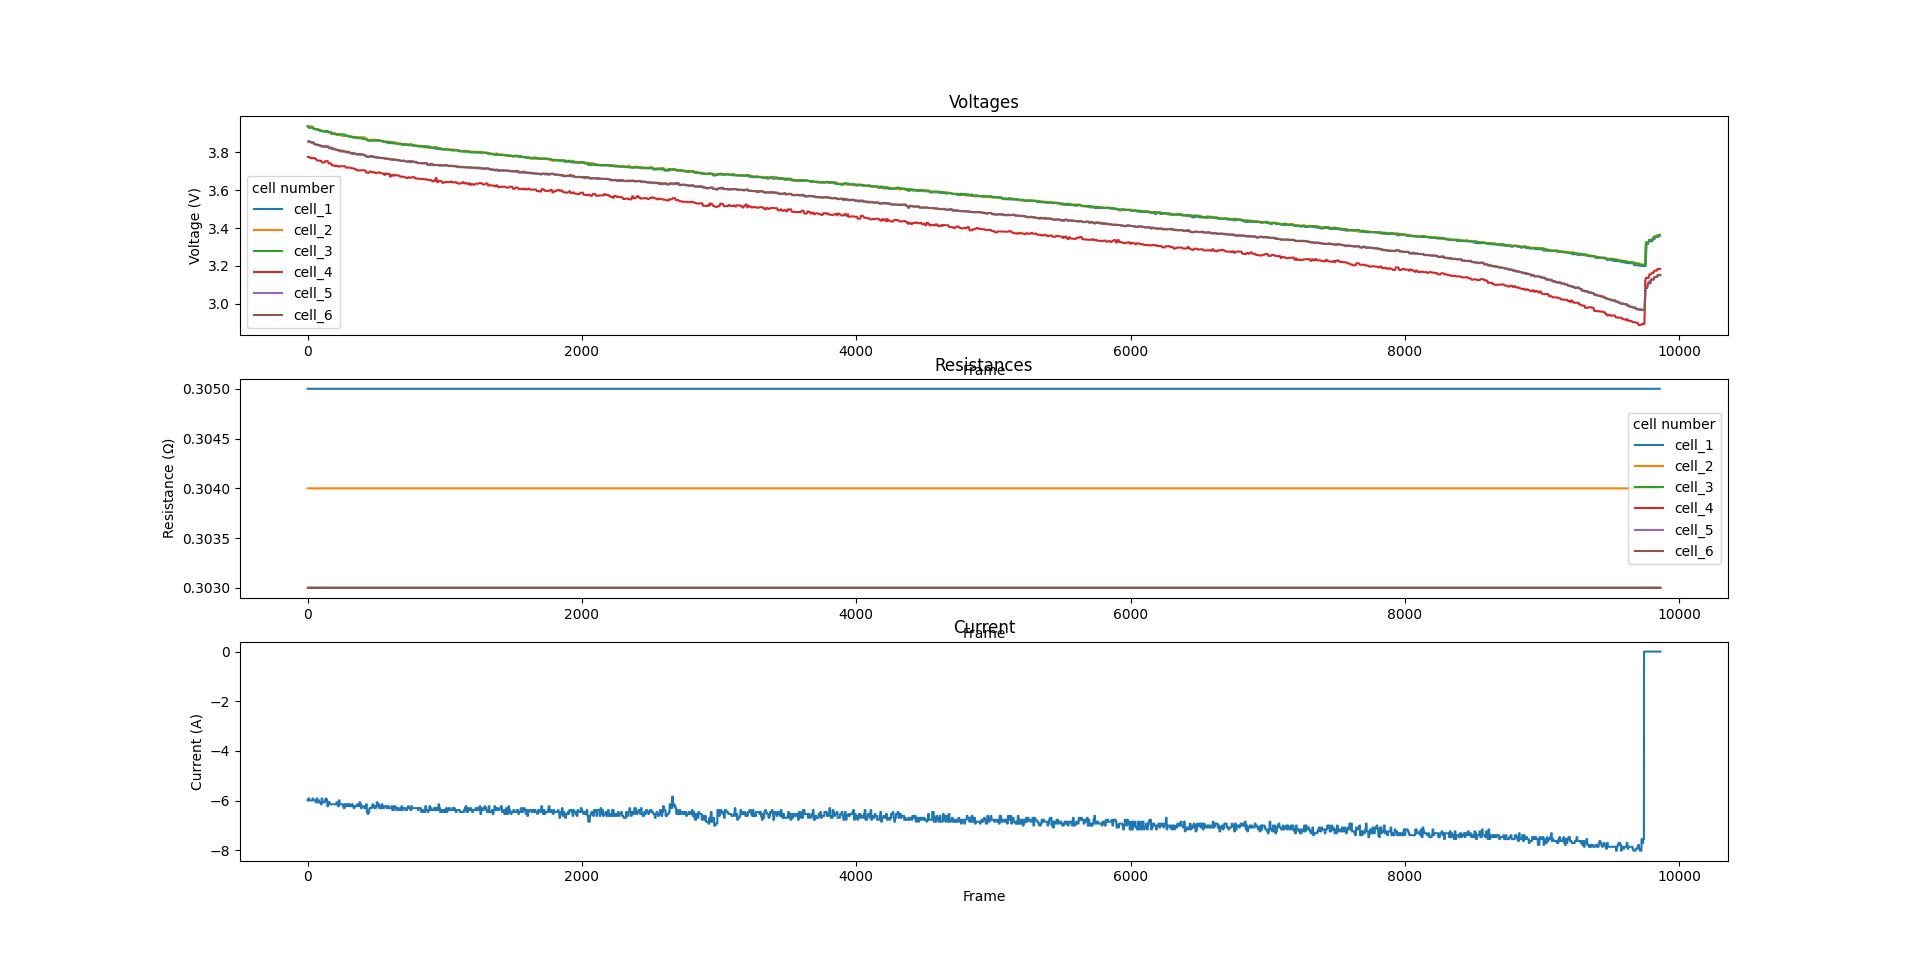 Voltages
Voltage (V)
3.8
3.6
3.4
3.2
3.0
cell number
cell_1
cell_2
cell_3
cell_4
cell_5
cell_6
0 2000 4000 6000 8000 10000
Frame
Resistances
Resistance (Ω)
0.3050
0.3045
0.3040
0.3035
0.3030
cell number
cell_1
cell_2
cell_3
cell_4
cell_5
cell_6
0 2000 4000 6000 8000 10000
Frame
Current
Current (A)
0
−2
−4
−6
−8
0 2000 4000 6000 8000 10000
Frame